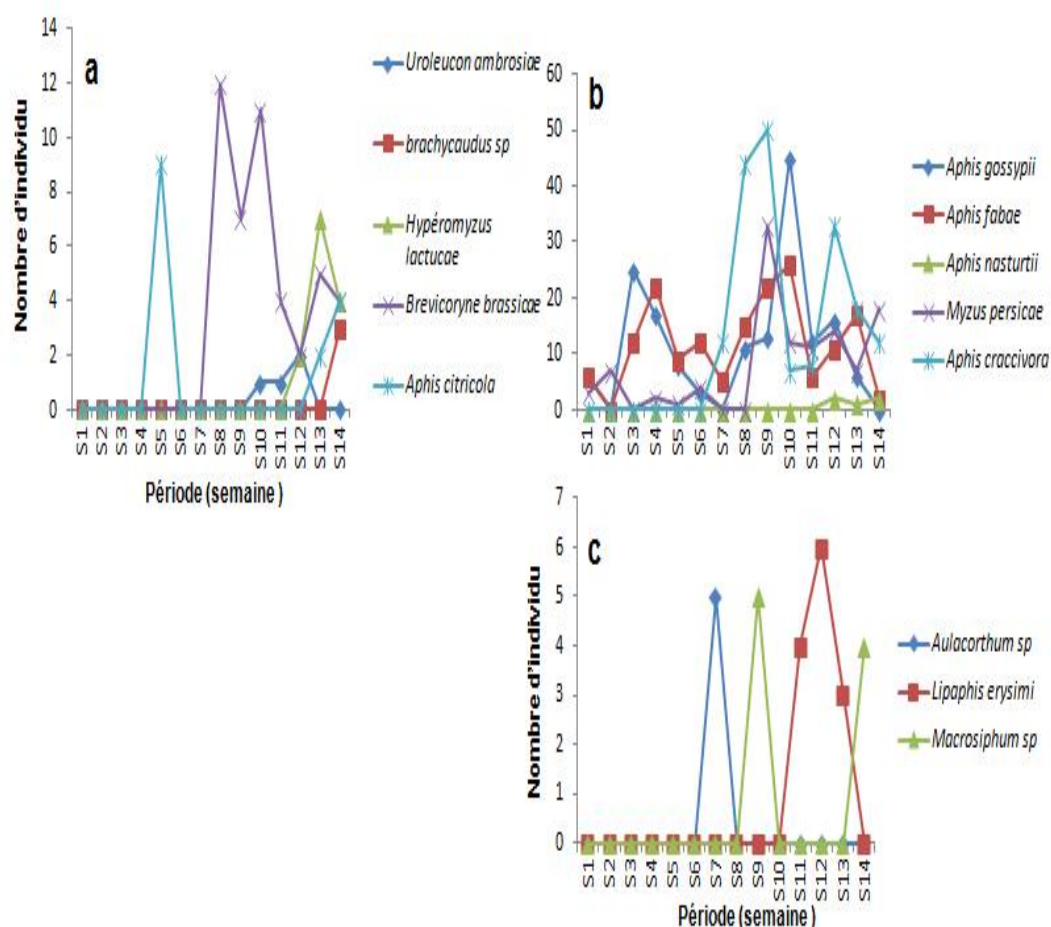 a
Nombre d'individu
14
12
10
8
6
4
2
0
S1 S2 S3 S4 S5 S6 S7 S8 S9 S10 S11 S12 S13 S14
Période (semaine )
Uroleucon ambrosiæ
brachycaudus sp
Hypéromyzus
lactucae
Brevicoryne brassicæ
Aphis citricola
b
60
50
40
30
20
10
0
S1 S2 S3 S4 S5 S6 S7 S8 S9 S10 S11 S12 S13 S14
Aphis gossypii
Aphis fabae
Aphis nasturtii
Myzus persicae
Aphis craccivora
c
Nombre d'individu
7
6
5
4
3
2
1
0
S1 S2 S3 S4 S5 S6 S7 S8 S9 S10 S11 S12 S13 S14
Période (semaine )
Aulacorthum sp
Lipaphis erysimi
Macrosiphum sp